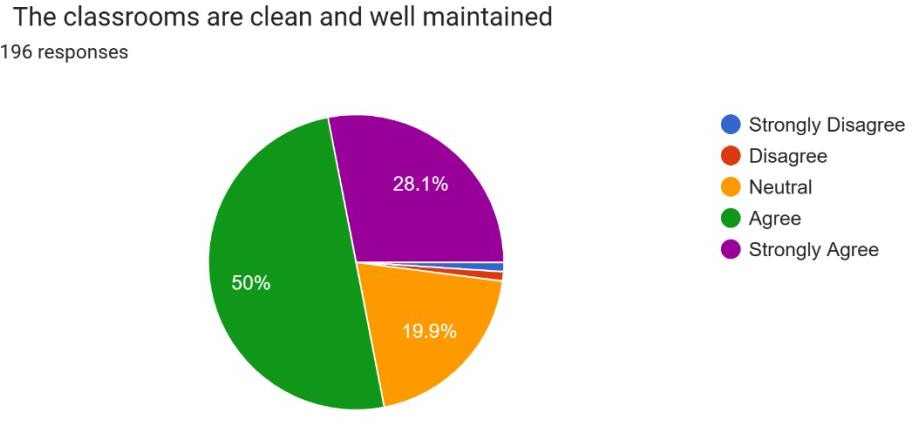 The classrooms are clean and well maintained
196 responses
28.1%
50%
19.9%
Strongly Disagree
Disagree
Neutral
Agree
Strongly Agree